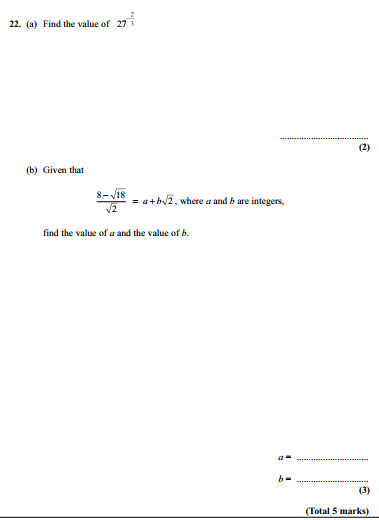 22. (a) Find the value of 27^{-2/3}
(2)
(b) Given that
(8 − √18)/√2 = a + b√2, where a and b are integers,
find the value of a and the value of b.
a =
b =
(3)
(Total 5 marks)